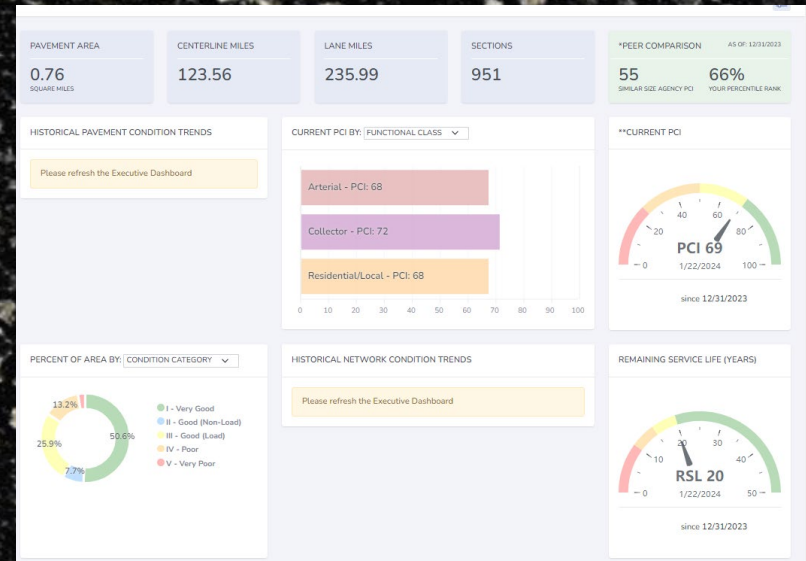 PAVEMENT AREA
0.76
SQUARE MILES
CENTERLINE MILES
123.56
LANE MILES
235.99
SECTIONS
951
*PEER COMPARISON AS OF: 12/31/2023
55 66%
SIMILAR SIZE AGENCY PCI YOUR PERCENTILE RANK
HISTORICAL PAVEMENT CONDITION TRENDS
Please refresh the Executive Dashboard
CURRENT PCI BY: FUNCTIONAL CLASS
Arterial - PCI: 68
Collector - PCI: 72
Residential/Local - PCI: 68
0 10 20 30 40 50 60 70 80 90 100
**CURRENT PCI
0 20 40 60 80 100
PCI 69
1/22/2024
since 12/31/2023
PERCENT OF AREA BY: CONDITION CATEGORY
13.2%
50.6%
25.9%
7.7%
I - Very Good
II - Good (Non-Load)
III - Good (Load)
IV - Poor
V - Very Poor
HISTORICAL NETWORK CONDITION TRENDS
Please refresh the Executive Dashboard
REMAINING SERVICE LIFE (YEARS)
0 10 20 30 40 50
RSL 20
1/22/2024
since 12/31/2023